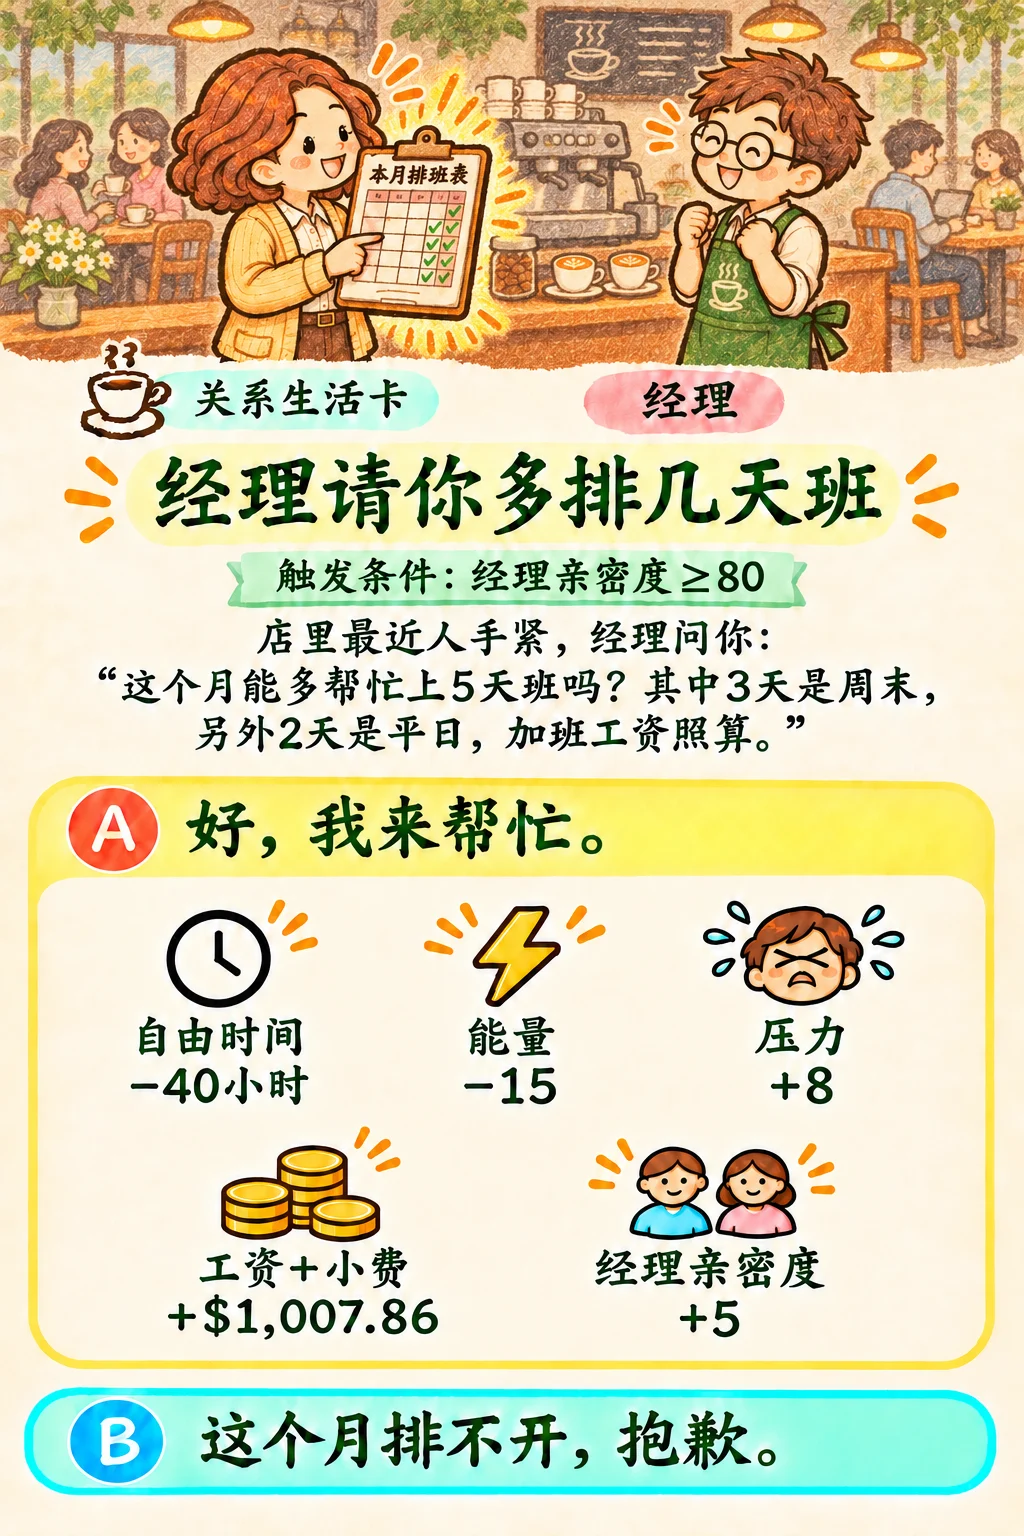 本月排班表
关系生活卡
经理
经理请你多排几天班
触发条件：经理亲密度≥80
店里最近人手紧，经理问你：
“这个月能多帮忙上5天班吗？其中3天是周末，
另外2天是平日，加班工资照算。”
A 好，我来帮忙。
自由时间
-40小时
能量
-15
压力
+8
工资+小费
+$1,007.86
经理亲密度
+5
B 这个月排不开，抱歉。